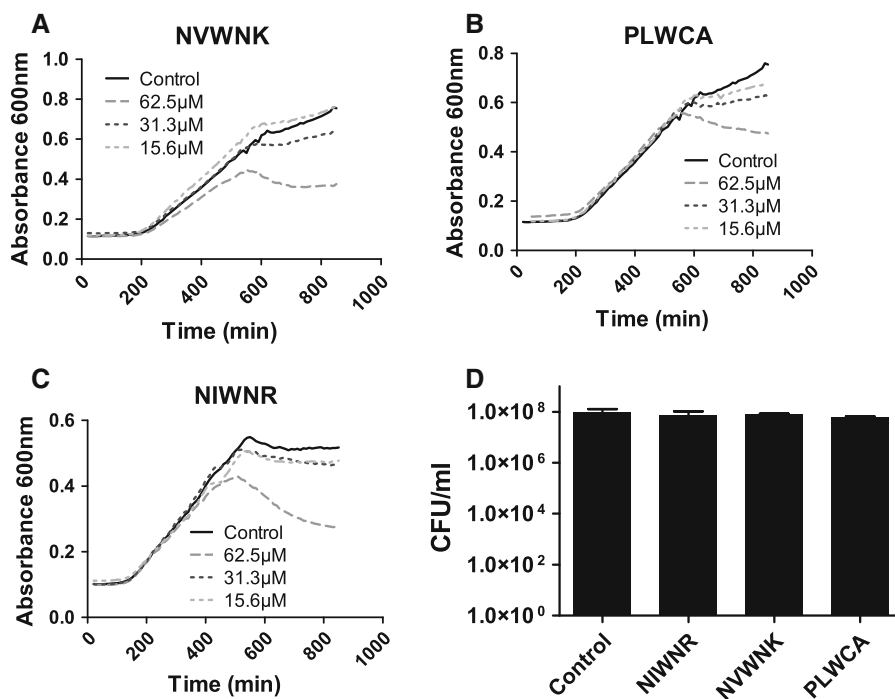 A
NVWNK
Absorbance 600nm
1.0
0.8
0.6
0.4
0.2
0.0
Control
62.5µM
31.3µM
15.6µM
0
200
400
600
800
1000
Time (min)
B
PLWCA
Absorbance 600nm
0.8
0.6
0.4
0.2
0.0
Control
62.5µM
31.3µM
15.6µM
0
200
400
600
800
1000
Time (min)
C
NIWNR
Absorbance 600nm
0.6
0.4
0.2
0.0
Control
62.5µM
31.3µM
15.6µM
0
200
400
600
800
1000
Time (min)
D
CFU/ml
1.0×10⁸
1.0×10⁶
1.0×10⁴
1.0×10²
1.0×10⁰
Control
NIWNR
NVWNK
PLWCA